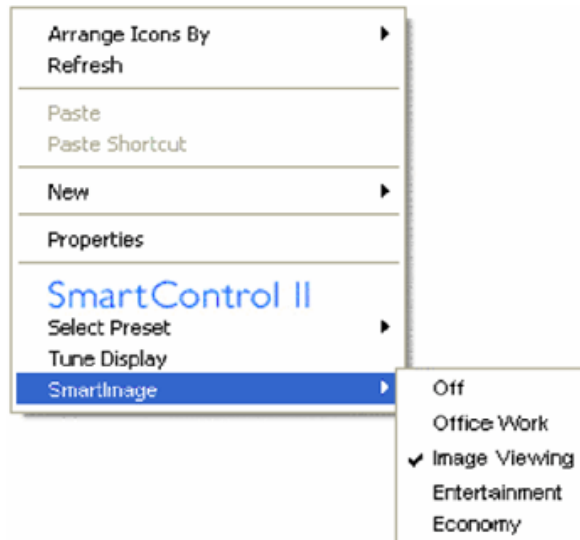 Arrange Icons By
Refresh
Paste
Paste Shortcut
New
Properties
SmartControl II
Select Preset
Tune Display
SmartImage
Off
Office Work
Image Viewing
Entertainment
Economy